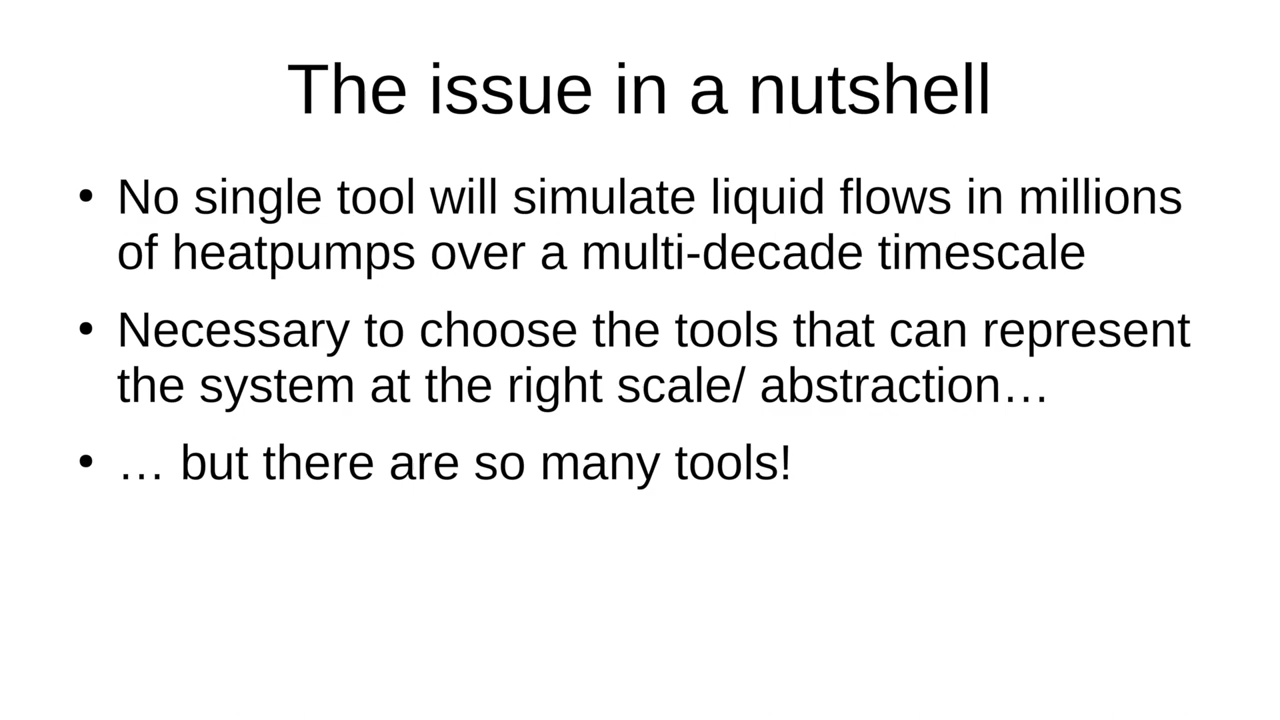 The issue in a nutshell
• No single tool will simulate liquid flows in millions
of heatpumps over a multi-decade timescale
• Necessary to choose the tools that can represent
the system at the right scale/ abstraction…
• … but there are so many tools!